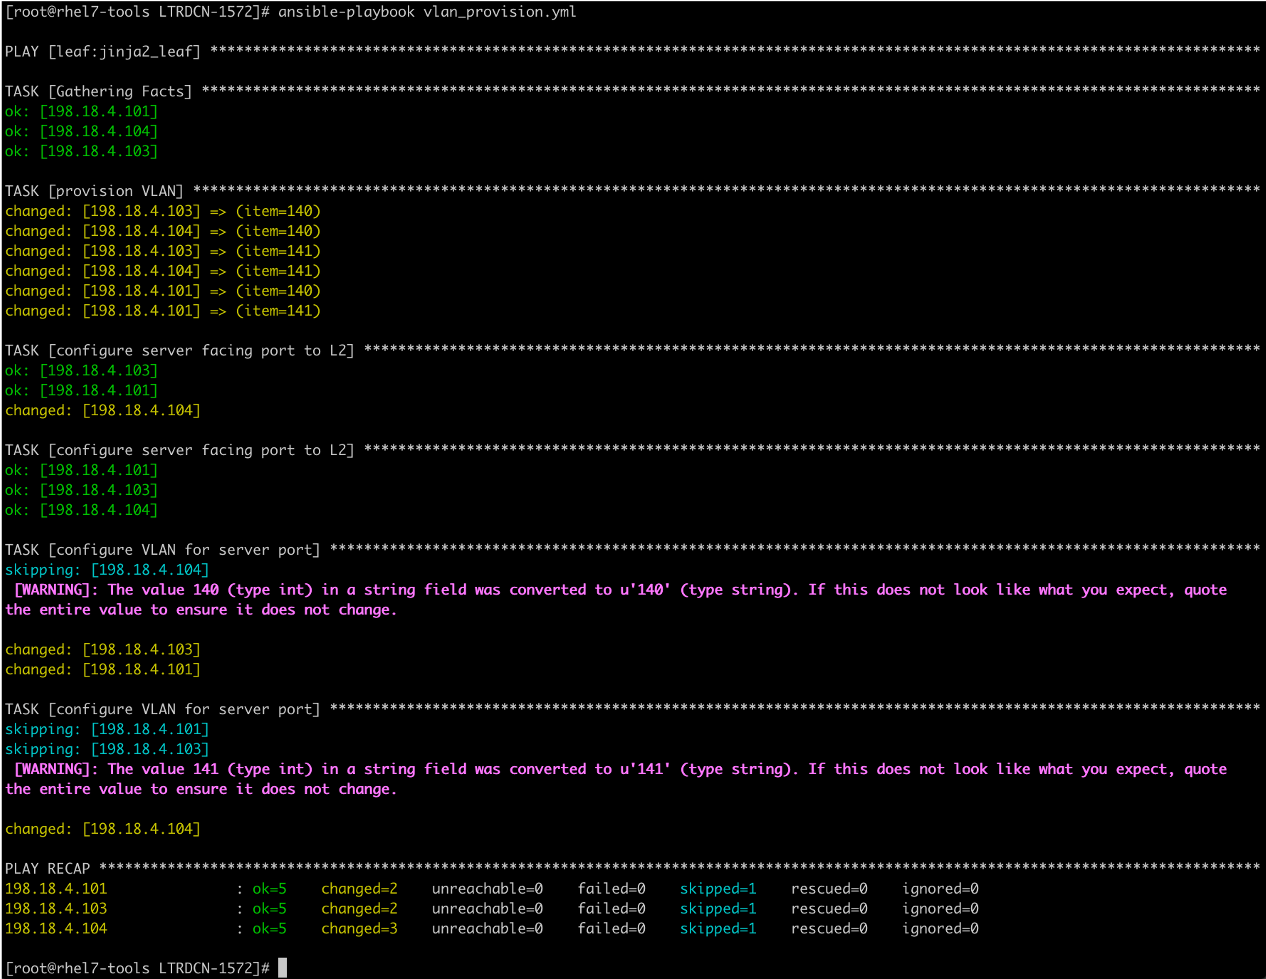 [root@rhel7-tools LTRDCN-1572]# ansible-playbook vlan_provision.yml
PLAY [leaf:jinja2_leaf] ***************************************************************************************************************************
TASK [Gathering Facts] ****************************************************************************************************************************
ok: [198.18.4.101]
ok: [198.18.4.104]
ok: [198.18.4.103]
TASK [provision VLAN] *****************************************************************************************************************************
changed: [198.18.4.103] => (item=140)
changed: [198.18.4.104] => (item=140)
changed: [198.18.4.103] => (item=141)
changed: [198.18.4.104] => (item=141)
changed: [198.18.4.101] => (item=140)
changed: [198.18.4.101] => (item=141)
TASK [configure server facing port to L2] *********************************************************************************************************
ok: [198.18.4.103]
ok: [198.18.4.101]
changed: [198.18.4.104]
TASK [configure server facing port to L2] *********************************************************************************************************
ok: [198.18.4.101]
ok: [198.18.4.103]
ok: [198.18.4.104]
TASK [configure VLAN for server port] *************************************************************************************************************
skipping: [198.18.4.104]
[WARNING]: The value 140 (type int) in a string field was converted to u'140' (type string). If this does not look like what you expect, quote
the entire value to ensure it does not change.
changed: [198.18.4.103]
changed: [198.18.4.101]
TASK [configure VLAN for server port] *************************************************************************************************************
skipping: [198.18.4.101]
skipping: [198.18.4.103]
[WARNING]: The value 141 (type int) in a string field was converted to u'141' (type string). If this does not look like what you expect, quote
the entire value to ensure it does not change.
changed: [198.18.4.104]
PLAY RECAP ****************************************************************************************************************************************
198.18.4.101 : ok=5 changed=2 unreachable=0 failed=0 skipped=1 rescued=0 ignored=0
198.18.4.103 : ok=5 changed=2 unreachable=0 failed=0 skipped=1 rescued=0 ignored=0
198.18.4.104 : ok=5 changed=3 unreachable=0 failed=0 skipped=1 rescued=0 ignored=0
[root@rhel7-tools LTRDCN-1572]#